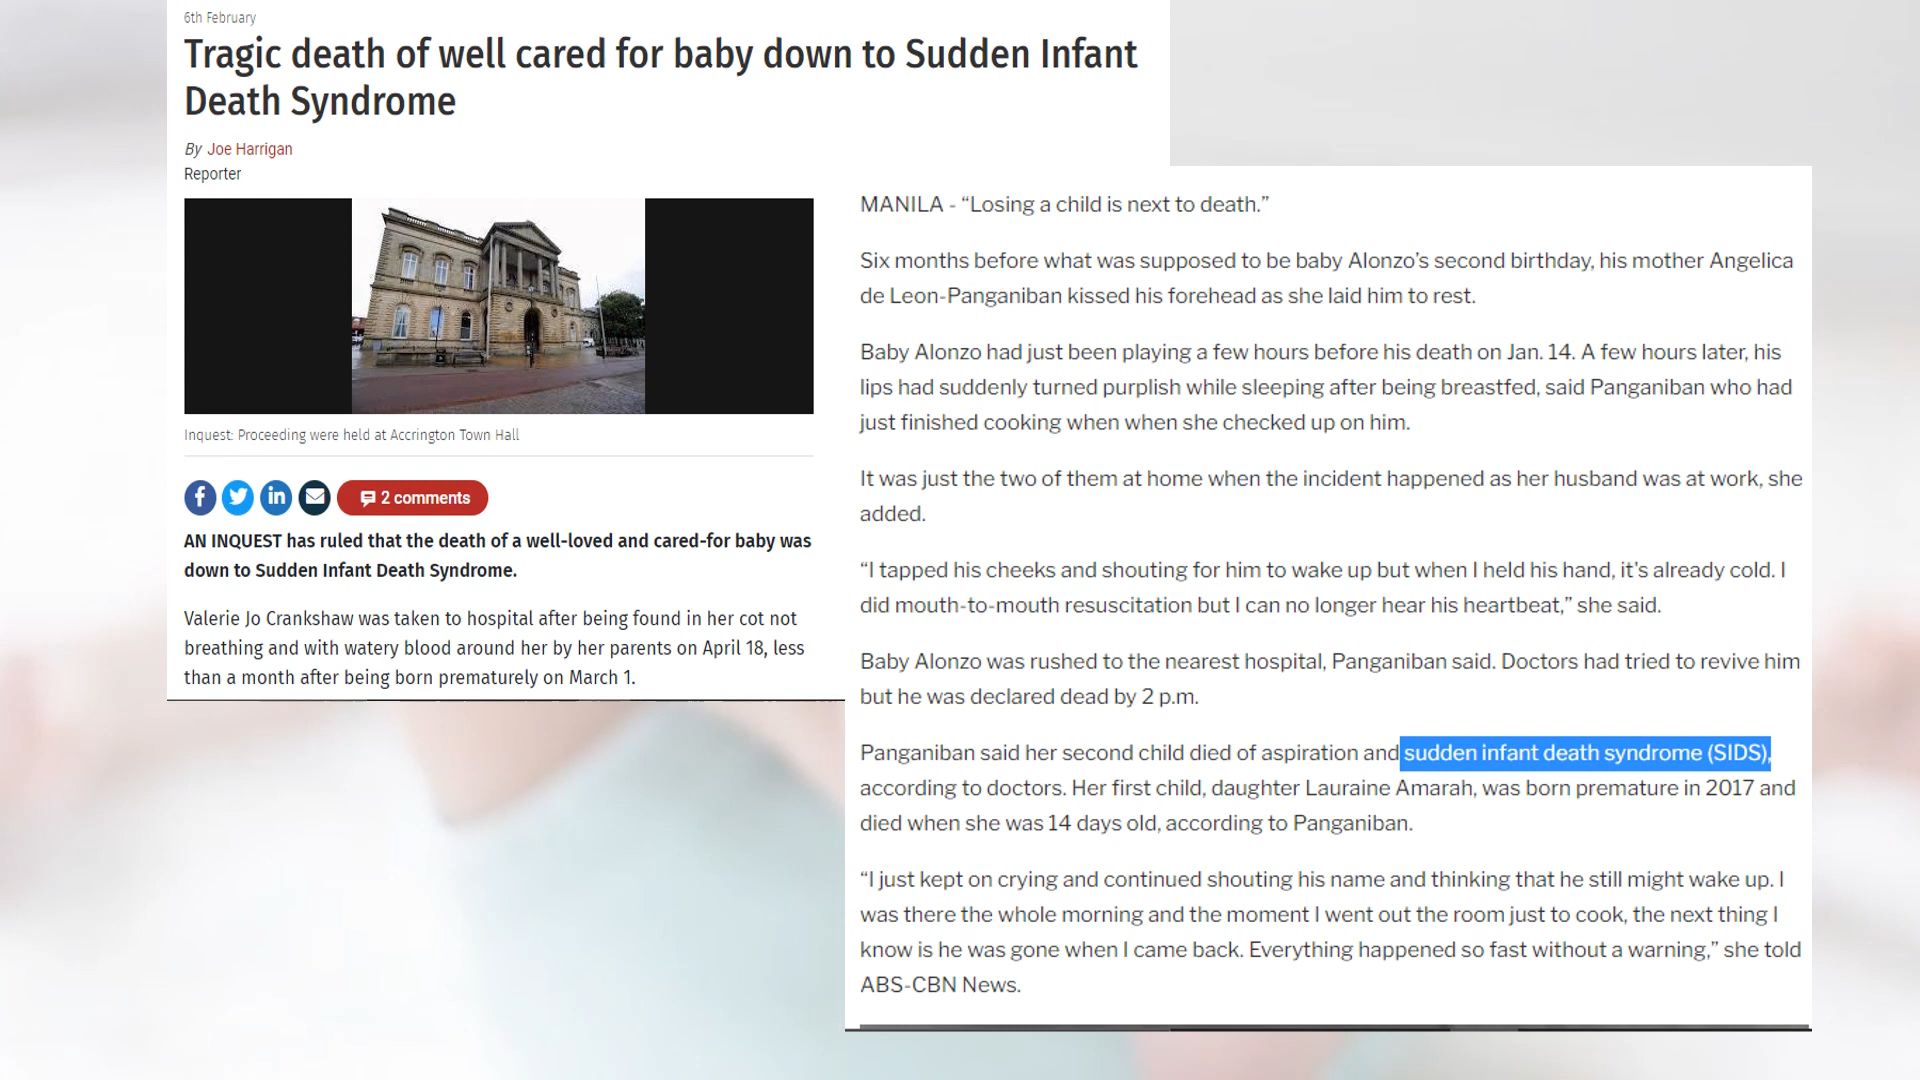 6th February
Tragic death of well cared for baby down to Sudden Infant
Death Syndrome
By Joe Harrigan
Reporter
Inquest: Proceeding were held at Accrington Town Hall
2 comments
AN INQUEST has ruled that the death of a well-loved and cared-for baby was
down to Sudden Infant Death Syndrome.
Valerie Jo Crankshaw was taken to hospital after being found in her cot not
breathing and with watery blood around her by her parents on April 18, less
than a month after being born prematurely on March 1.
MANILA - “Losing a child is next to death.”
Six months before what was supposed to be baby Alonzo’s second birthday, his mother Angelica
de Leon-Panganiban kissed his forehead as she laid him to rest.
Baby Alonzo had just been playing a few hours before his death on Jan. 14. A few hours later, his
lips had suddenly turned purplish while sleeping after being breastfed, said Panganiban who had
just finished cooking when when she checked up on him.
It was just the two of them at home when the incident happened as her husband was at work, she
added.
“I tapped his cheeks and shouting for him to wake up but when I held his hand, it's already cold. I
did mouth-to-mouth resuscitation but I can no longer hear his heartbeat,” she said.
Baby Alonzo was rushed to the nearest hospital, Panganiban said. Doctors had tried to revive him
but he was declared dead by 2 p.m.
Panganiban said her second child died of aspiration and sudden infant death syndrome (SIDS),
according to doctors. Her first child, daughter Lauraine Amarah, was born premature in 2017 and
died when she was 14 days old, according to Panganiban.
“I just kept on crying and continued shouting his name and thinking that he still might wake up. I
was there the whole morning and the moment I went out the room just to cook, the next thing I
know is he was gone when I came back. Everything happened so fast without a warning,” she told
ABS-CBN News.